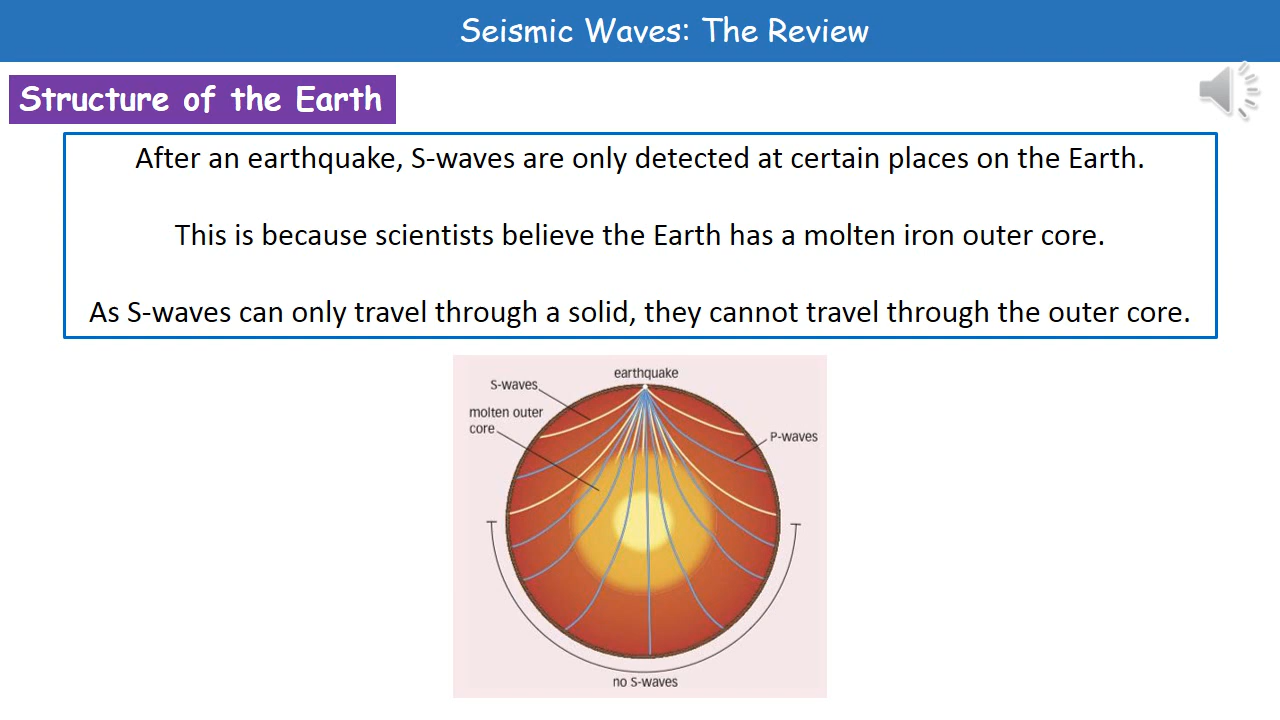 Seismic Waves: The Review
Structure of the Earth
After an earthquake, S-waves are only detected at certain places on the Earth.
This is because scientists believe the Earth has a molten iron outer core.
As S-waves can only travel through a solid, they cannot travel through the outer core.
earthquake
S-waves
molten outer
core
P-waves
no S-waves